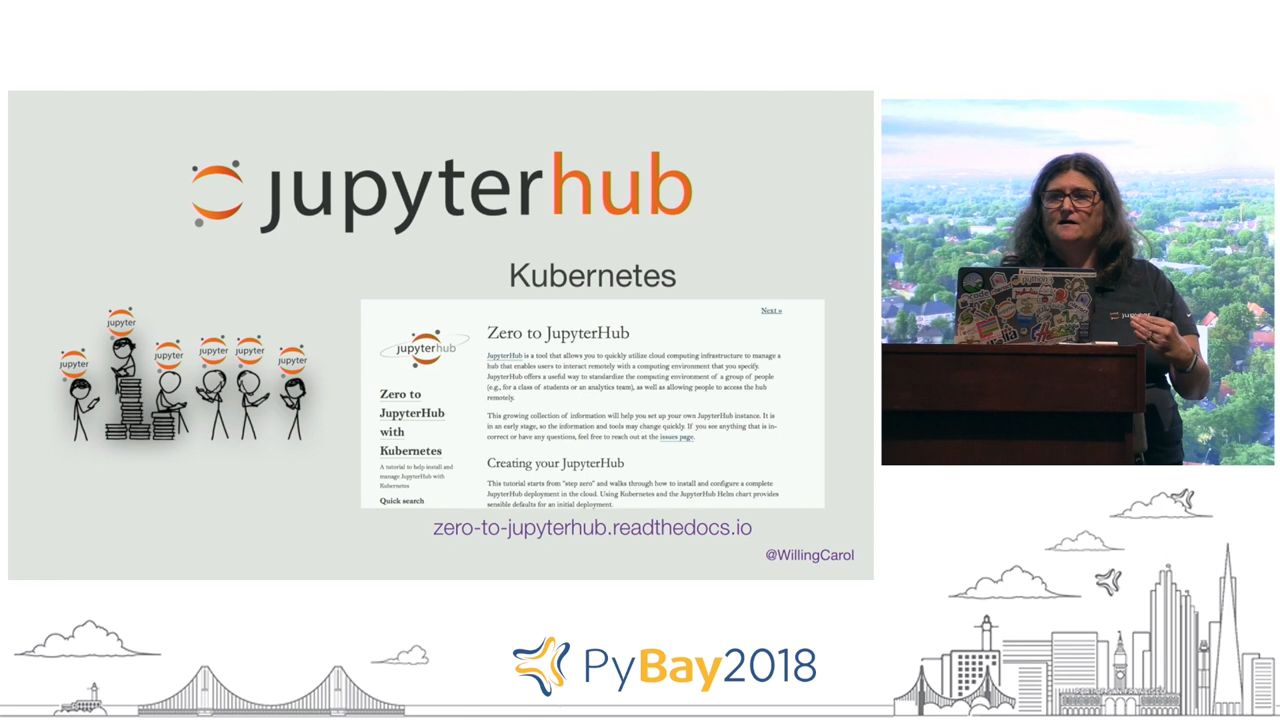 jupyterhub
Kubernetes
jupyter
jupyter
jupyter
jupyter
jupyter
jupyter
Next »
jupyterhub
Zero to
JupyterHub
with
Kubernetes
A tutorial to help install and
manage JupyterHub with
Kubernetes
Quick search
Zero to JupyterHub
JupyterHub is a tool that allows you to quickly utilize cloud computing infrastructure to manage a
hub that enables users to interact remotely with a computing environment that you specify.
JupyterHub offers a useful way to standardize the computing environment of a group of people
(e.g., for a class of students or an analytics team), as well as allowing people to access the hub
remotely.
This growing collection of information will help you set up your own JupyterHub instance. It is
in an early stage, so the information and tools may change quickly. If you see anything that is in-
correct or have any questions, feel free to reach out at the issues page.
Creating your JupyterHub
This tutorial starts from "step zero" and walks through how to install and configure a complete
JupyterHub deployment in the cloud. Using Kubernetes and the JupyterHub Helm chart provides
sensible defaults for an initial deployment.
zero-to-jupyterhub.readthedocs.io
@WillingCarol
PyBay2018